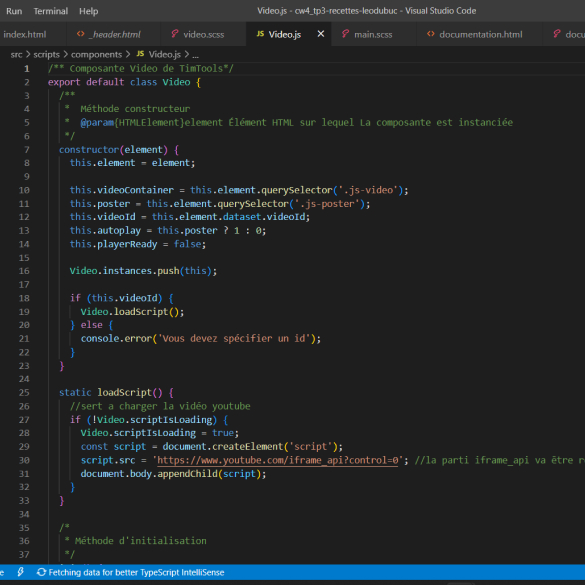 Run Terminal Help Video.js - cw4_tp3-recettes-leodubuc - Visual Studio Code
index.html _header.html video.scss JS Video.js × main.scss documentation.html docu
src > scripts > components > JS Video.js > ...
1 /** Composante Video de TimTools*/
2 export default class Video {
3 /**
4 * Méthode constructeur
5 * @param{HTMLElement}element Élément HTML sur lequel La composante est instanciée
6 */
7 constructor(element) {
8 this.element = element;
9
10 this.videoContainer = this.element.querySelector('.js-video');
11 this.poster = this.element.querySelector('.js-poster');
12 this.videoId = this.element.dataset.videoId;
13 this.autoplay = this.poster ? 1 : 0;
14 this.playerReady = false;
15
16 Video.instances.push(this);
17
18 if (this.videoId) {
19 Video.loadScript();
20 } else {
21 console.error('Vous devez spécifier un id');
22 }
23 }
24
25 static loadScript() {
26 //sert a charger la vidéo youtube
27 if (!Video.scriptIsLoading) {
28 Video.scriptIsLoading = true;
29 const script = document.createElement('script');
30 script.src = 'https://www.youtube.com/iframe_api?control=0'; //la parti iframe_api va être r
31 document.body.appendChild(script);
32 }
33 }
34
35 /*
36 * Méthode d'initialisation
37 */
e Fetching data for better TypeScript IntelliSense